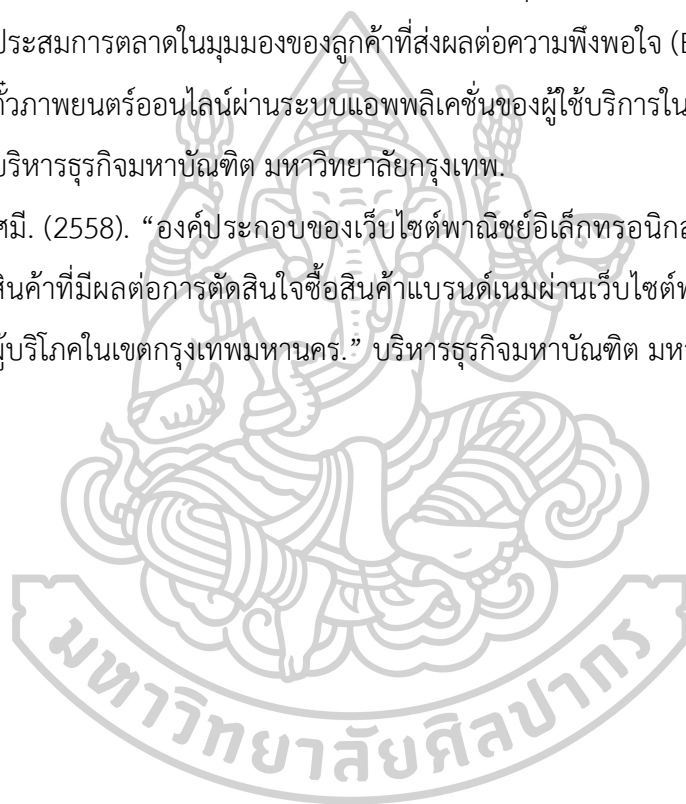 ประสมการตลาดในมุมมองของลูกค้าที่ส่งผลต่อความพึงพอใจ (
ตั๋วภาพยนตร์ออนไลน์ผ่านระบบแอพพลิเคชั่นของผู้ใช้บริการใน
บริหารธุรกิจมหาบัณฑิต มหาวิทยาลัยกรุงเทพ.
ศมี. (2558). “องค์ประกอบของเว็บไซต์พาณิชย์อิเล็กทรอนิกส
สินค้าที่มีผลต่อการตัดสินใจซื้อสินค้าแบรนด์เนมผ่านเว็บไซต์พ
ผู้บริโภคในเขตกรุงเทพมหานคร.” บริหารธุรกิจมหาบัณฑิต มหา
มหาวิทยาลัยศิลปากร